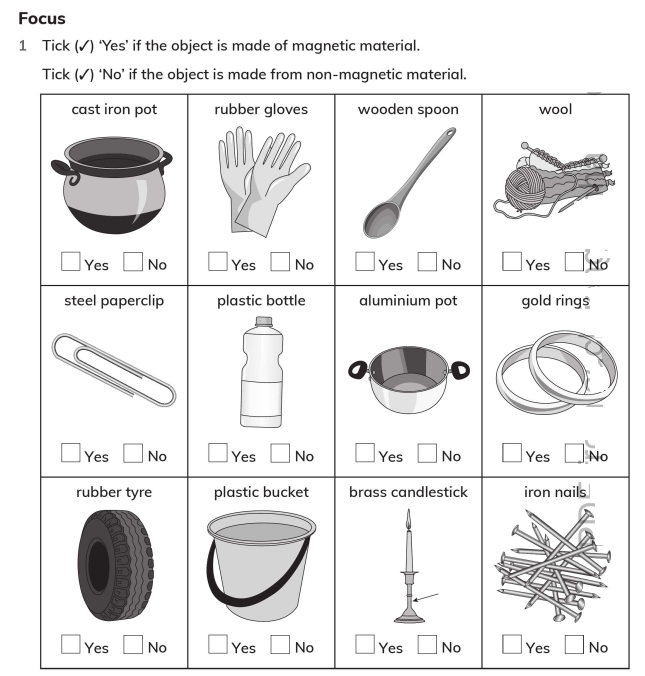 Focus
1 Tick (✓) ‘Yes’ if the object is made of magnetic material.
Tick (✓) ‘No’ if the object is made from non-magnetic material.
cast iron pot rubber gloves wooden spoon wool
Yes No Yes No Yes No Yes No
steel paperclip plastic bottle aluminium pot gold rings
Yes No Yes No Yes No Yes No
rubber tyre plastic bucket brass candlestick iron nails
Yes No Yes No Yes No Yes No